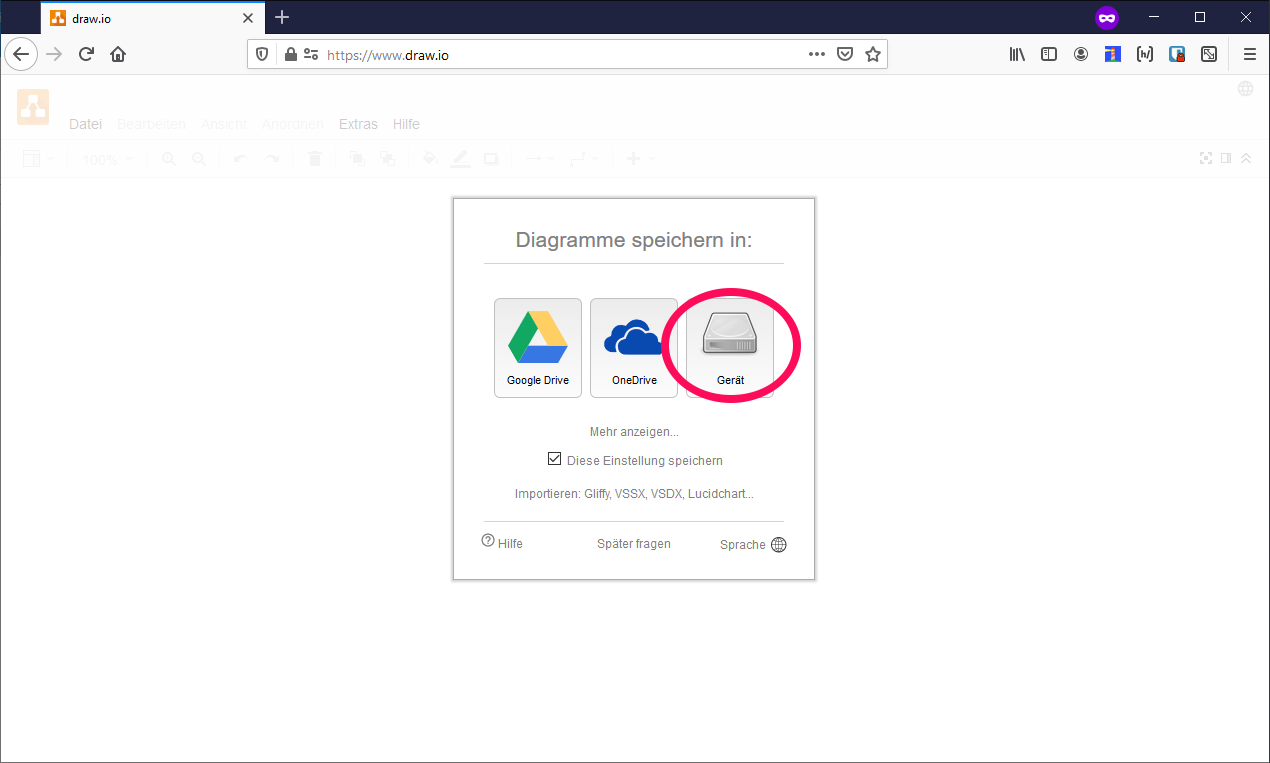 draw.io
https://www.draw.io
Datei Bearbeiten Ansicht Anordnen Extras Hilfe
100%
Diagramme speichern in:
Google Drive OneDrive Gerät
Mehr anzeigen...
Diese Einstellung speichern
Importieren: Gliffy, VSSX, VSDX, Lucidchart...
Hilfe Später fragen Sprache